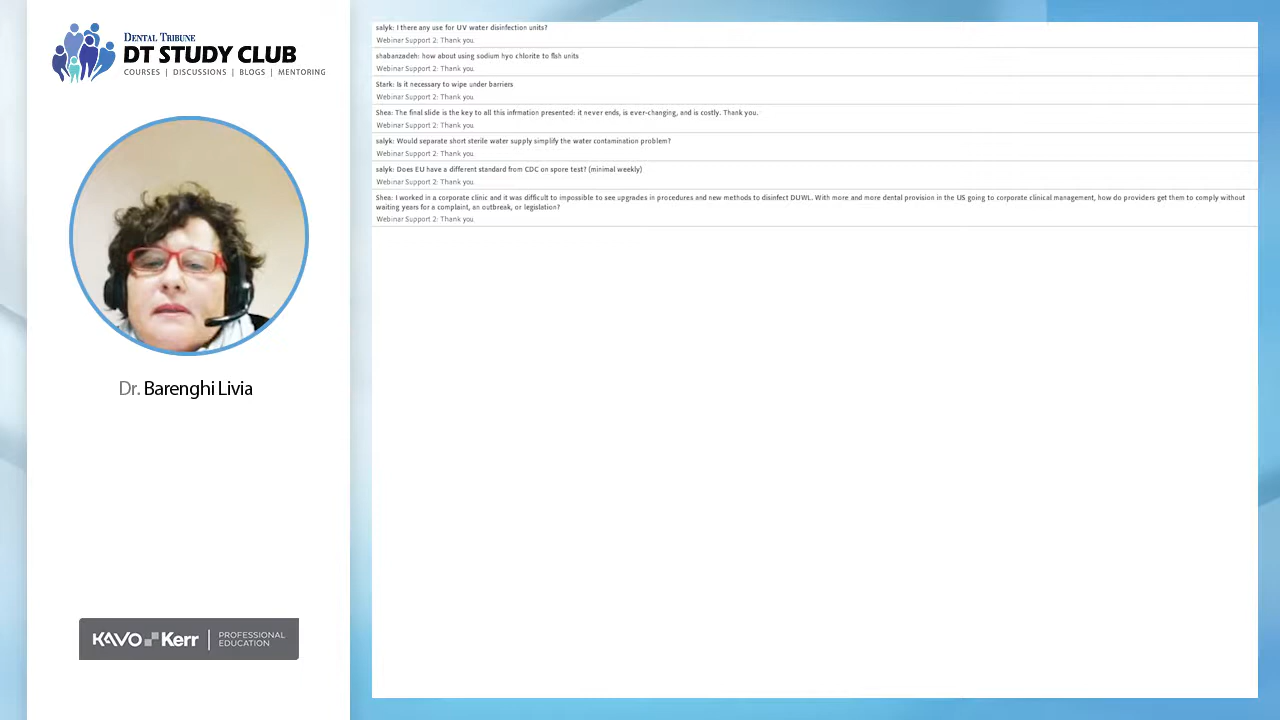 DENTAL TRIBUNE
DT STUDY CLUB
COURSES | DISCUSSIONS | BLOGS | MENTORING
Dr. Barenghi Livia
KAVO Kerr | PROFESSIONAL
EDUCATION
salyk: I there any use for UV water disinfection units?
Webinar Support 2: Thank you.
shabanzadeh: how about using sodium hyo chlorite to flsh units
Webinar Support 2: Thank you.
Stark: Is it necessary to wipe under barriers
Webinar Support 2: Thank you.
Shea: The final slide is the key to all this infrmation presented: it never ends, is ever-changing, and is costly. Thank you.
Webinar Support 2: Thank you.
salyk: Would separate short sterile water supply simplify the water contamination problem?
Webinar Support 2: Thank you.
salyk: Does EU have a different standard from CDC on spore test? (minimal weekly)
Webinar Support 2: Thank you.
Shea: I worked in a corporate clinic and it was difficult to impossible to see upgrades in procedures and new methods to disinfect DUWL. With more and more dental provision in the US going to corporate clinical management, how do providers get them to comply without
waiting years for a complaint, an outbreak, or legislation?
Webinar Support 2: Thank you.